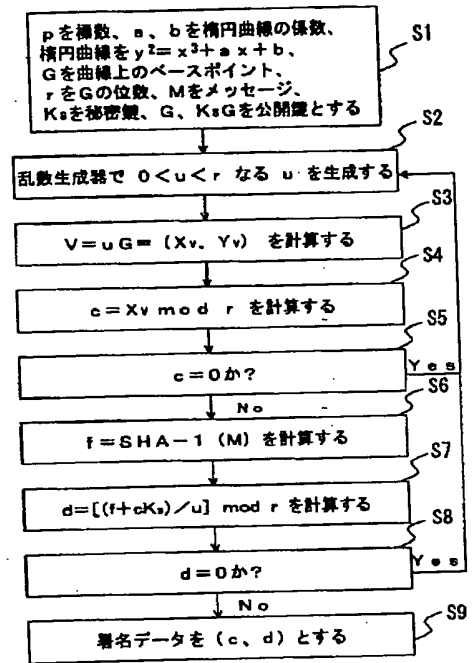 S1
pを標数、a、bを楕円曲線の係数、
楕円曲線をy²=x³+ax+b、
Gを曲線上のベースポイント、
rをGの位数、Mをメッセージ、
Ksを秘密鍵、G、KsGを公開鍵とする
S2
乱数生成器で 0<u<r なる u を生成する
S3
V=uG=(Xv、Yv) を計算する
S4
c=Xv mod r を計算する
S5
c=0か?
Yes
No
S6
f=SHA-1 (M) を計算する
S7
d=[(f+cKs)/u] mod r を計算する
S8
d=0か?
Yes
No
S9
署名データを (c、d) とする